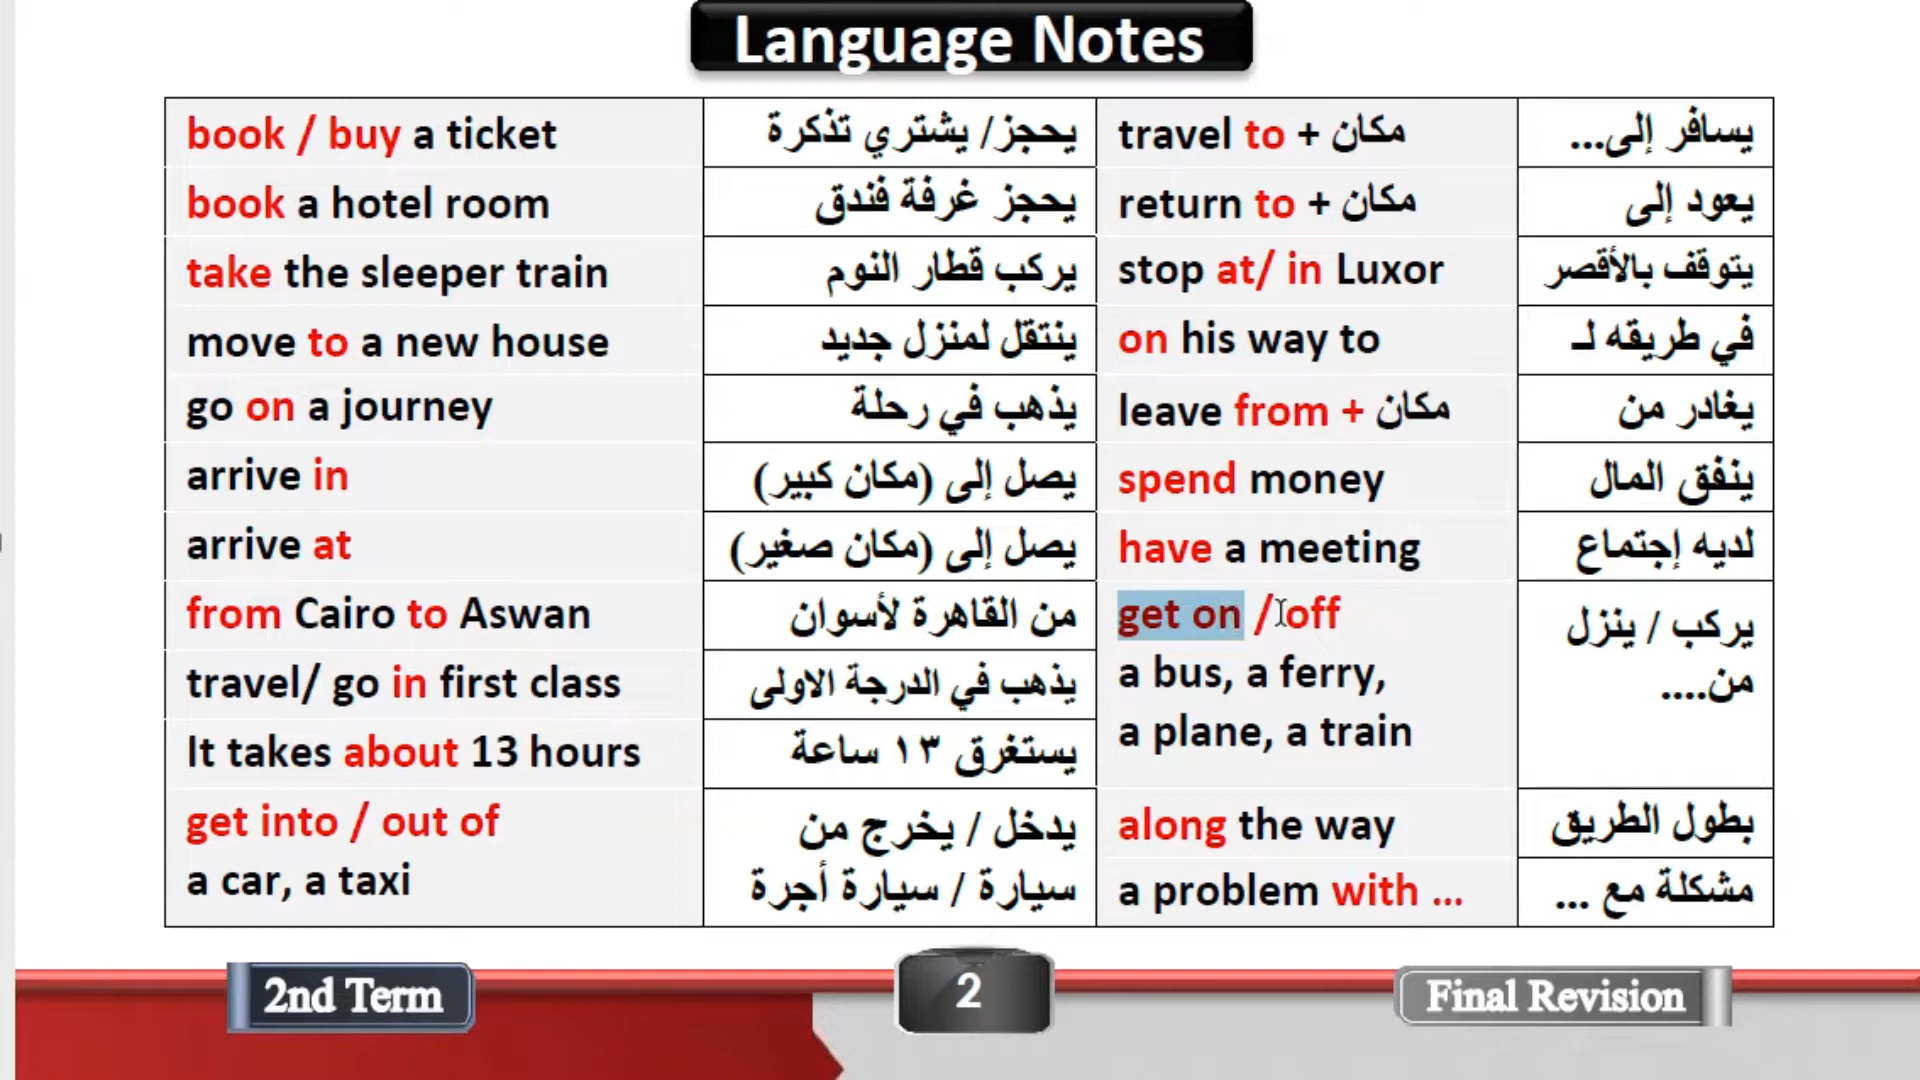 Language Notes
book / buy a ticket
يحجز/ يشتري تذكرة
travel to + مكان
يسافر إلى...
book a hotel room
يحجز غرفة فندق
return to + مكان
يعود إلى
take the sleeper train
يركب قطار النوم
stop at/ in Luxor
يتوقف بالأقصر
move to a new house
ينتقل لمنزل جديد
on his way to
في طريقه لـ
go on a journey
يذهب في رحلة
leave from + مكان
يغادر من
arrive in
يصل إلى (مكان كبير)
spend money
ينفق المال
arrive at
يصل إلى (مكان صغير)
have a meeting
لديه إجتماع
from Cairo to Aswan
من القاهرة لأسوان
get on / off
a bus, a ferry,
a plane, a train
يركب / ينزل
من....
travel/ go in first class
يذهب في الدرجة الاولى
It takes about 13 hours
يستغرق ١٣ ساعة
get into / out of
a car, a taxi
يدخل / يخرج من
سيارة / سيارة أجرة
along the way
بطول الطريق
a problem with ...
مشكلة مع ...
2nd Term
2
Final Revision